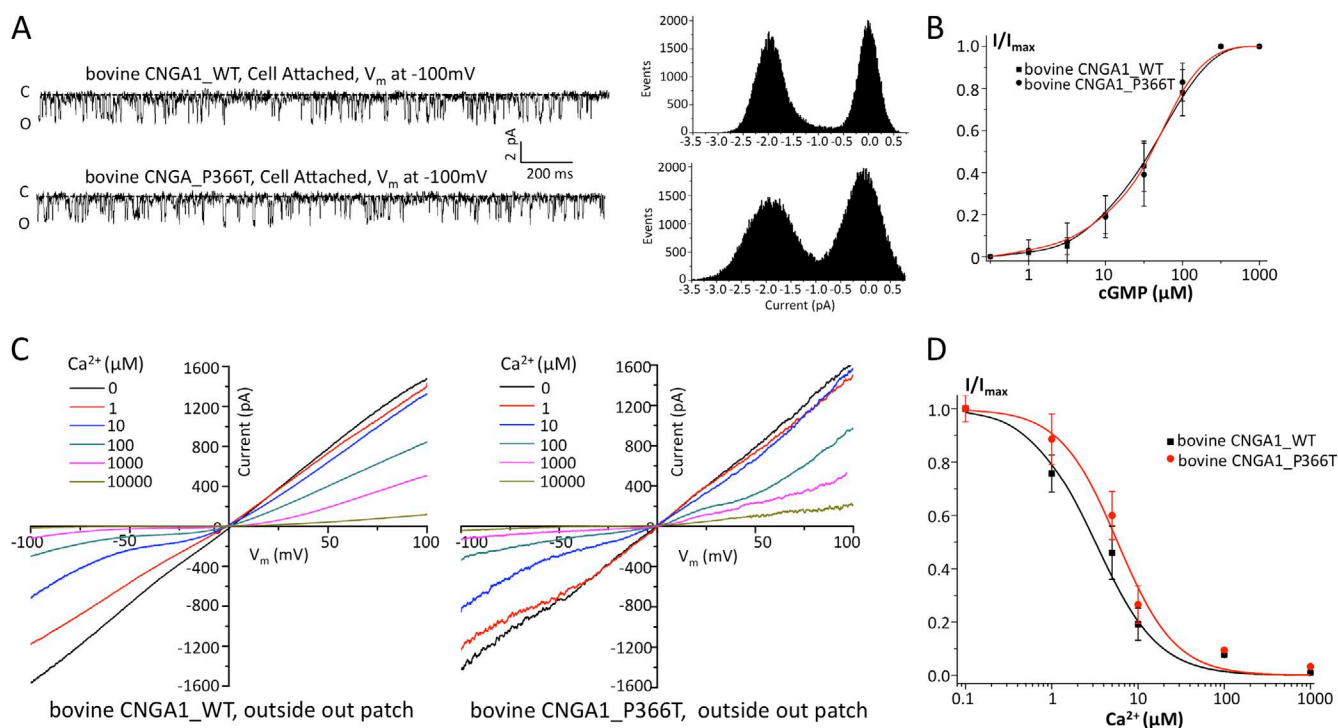 A
bovine CNGA1_WT, Cell Attached, Vm at -100mV
C
O
2 pA
200 ms
bovine CNGA_P366T, Cell Attached, Vm at -100mV
C
O
Events
2000
1500
1000
500
0
-3.5 -2.5 -2.0 -1.5 -1.0 -0.5 0.0 0.5
Events
2000
1500
1000
500
0
-3.5 -3.0 -2.5 -2.0 -1.5 -1.0 -0.5 0.0 0.5
Current (pA)
B
I/Imax
bovine CNGA1_WT
bovine CNGA1_P366T
1.0
0.8
0.6
0.4
0.2
0
1 10 100 1000
cGMP (μM)
C
Ca2+ (μM)
0
1
10
100
1000
10000
Current (pA)
1600
1200
800
400
-400
-800
-1200
-1600
-100 -50 0 50 100
Vm (mV)
bovine CNGA1_WT, outside out patch
Ca2+ (μM)
0
1
10
100
1000
10000
Current (pA)
1600
1200
800
400
-400
-800
-1200
-1600
-100 -50 0 50 100
Vm (mV)
bovine CNGA1_P366T, outside out patch
D
I/Imax
bovine CNGA1_WT
bovine CNGA1_P366T
1.0
0.8
0.6
0.4
0.2
0.0
0.1 1 10 100 1000
Ca2+ (μM)